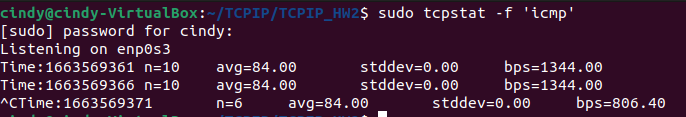 cindy@cindy-VirtualBox:~/TCPIP/TCPIP_HW2$ sudo tcpstat -f 'icmp'
[sudo] password for cindy:
Listening on enp0s3
Time:1663569361 n=10 avg=84.00 stddev=0.00 bps=1344.00
Time:1663569366 n=10 avg=84.00 stddev=0.00 bps=1344.00
^CTime:1663569371 n=6 avg=84.00 stddev=0.00 bps=806.40